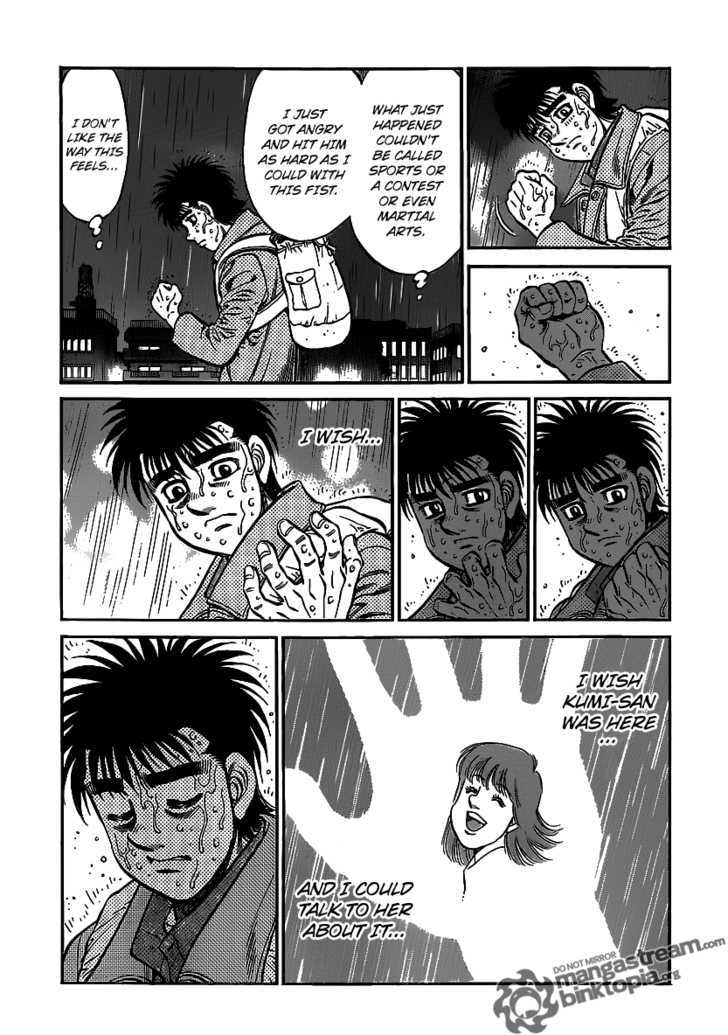 WHAT JUST
HAPPENED
COULDN'T
BE CALLED
SPORTS OR
A CONTEST
OR EVEN
MARTIAL
ARTS.
I JUST
GOT ANGRY
AND HIT HIM
AS HARD AS I
COULD WITH
THIS FIST.
I DON'T
LIKE THE
WAY THIS
FEELS...
I WISH...
I WISH
KUMI-SAN
WAS HERE
...
AND I COULD
TALK TO HER
ABOUT IT...
DO NOT MIRROR
mangastream.com
binktopia.org